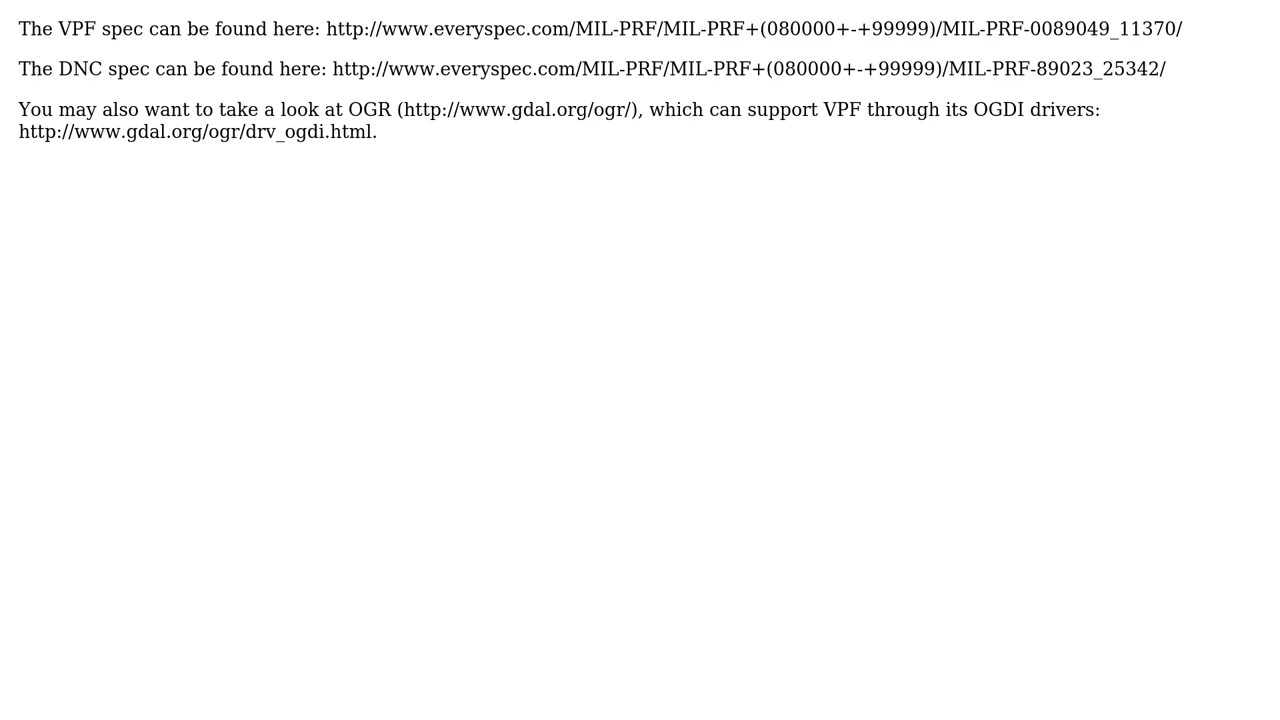 The VPF spec can be found here: http://www.everyspec.com/MIL-PRF/MIL-PRF+(080000+-+99999)/MIL-PRF-0089049_11370/
The DNC spec can be found here: http://www.everyspec.com/MIL-PRF/MIL-PRF+(080000+-+99999)/MIL-PRF-89023_25342/
You may also want to take a look at OGR (http://www.gdal.org/ogr/), which can support VPF through its OGDI drivers:
http://www.gdal.org/ogr/drv_ogdi.html.